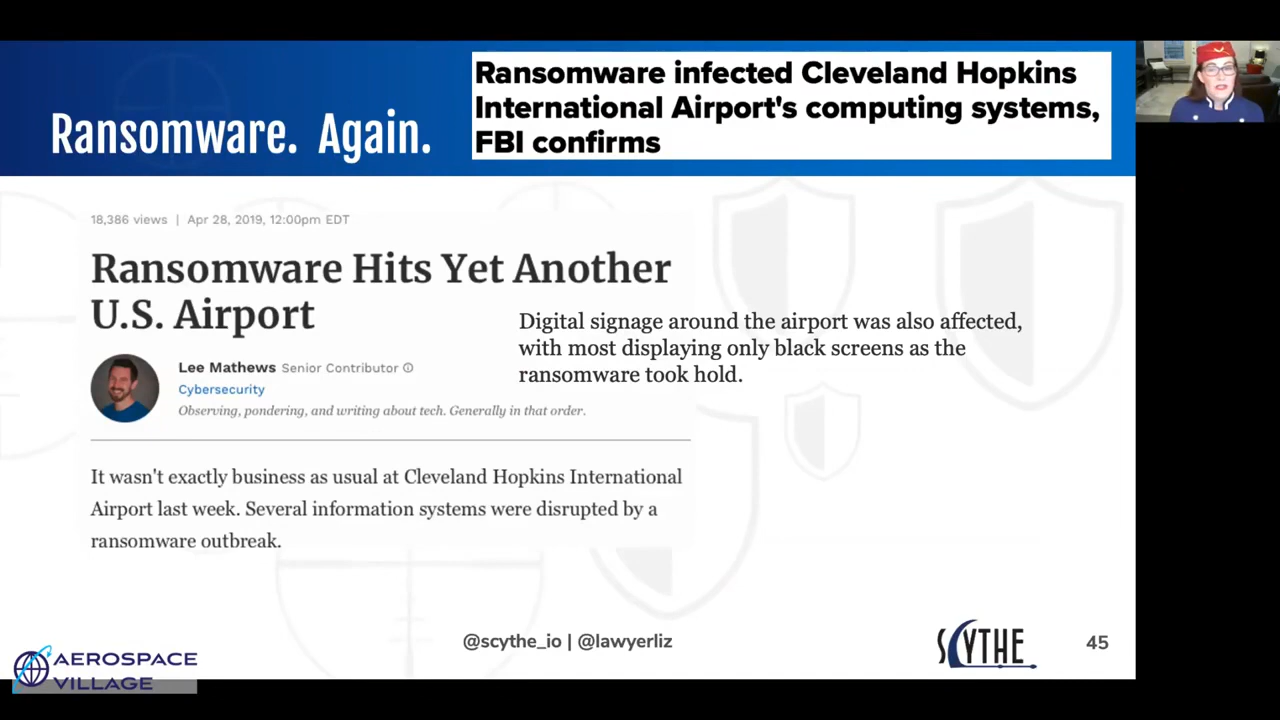 Ransomware. Again.
Ransomware infected Cleveland Hopkins
International Airport's computing systems,
FBI confirms
18,386 views | Apr 28, 2019, 12:00pm EDT
Ransomware Hits Yet Another
U.S. Airport
Lee Mathews Senior Contributor
Cybersecurity
Observing, pondering, and writing about tech. Generally in that order.
Digital signage around the airport was also affected,
with most displaying only black screens as the
ransomware took hold.
It wasn't exactly business as usual at Cleveland Hopkins International
Airport last week. Several information systems were disrupted by a
ransomware outbreak.
@scythe_io | @lawyerliz
SCYTHE
45
AEROSPACE
VILLAGE